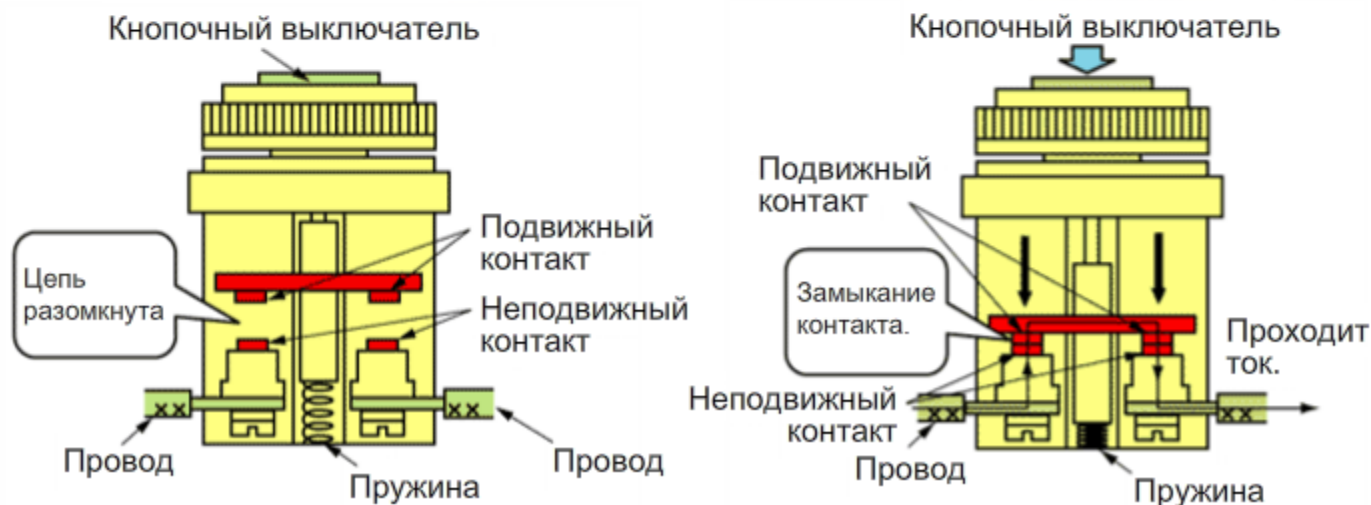 Кнопочный выключатель
Подвижный
контакт
Цепь
разомкнута
Неподвижный
контакт
Провод
Пружина
Провод
Кнопочный выключатель
Подвижный
контакт
Замыкание
контакта.
Проходит
ток.
Неподвижный
контакт
Провод
Пружина